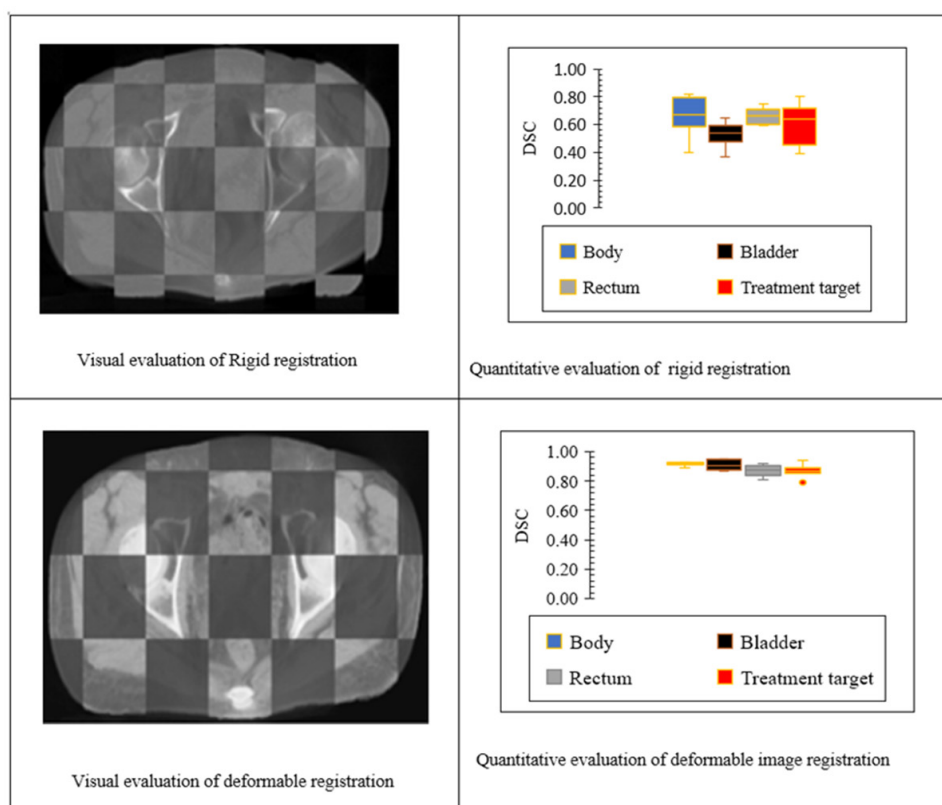 1.00
0.80
0.60
0.40
0.20
0.00
DSC
Body
Bladder
Rectum
Treatment target
Visual evaluation of Rigid registration
Quantitative evaluation of rigid registration
1.00
0.80
0.60
0.40
0.20
0.00
DSC
Body
Bladder
Rectum
Treatment target
Visual evaluation of deformable registration
Quantitative evaluation of deformable image registration